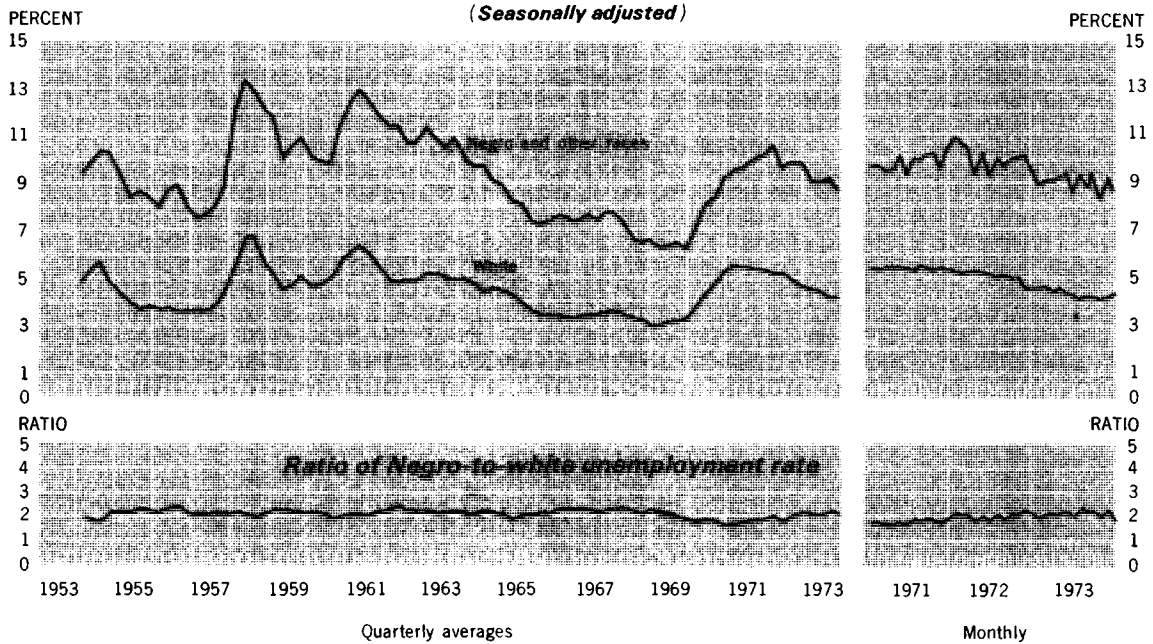 (Seasonally adjusted)
PERCENT PERCENT
15 15
13 13
11 11
Negro and other races
9 9
7 7
White
5 5
3 3
1 1
0 0
RATIO RATIO
5 5
4 4
Ratio of Negro-to-white unemployment rate
3 3
2 2
1 1
0 0
1953 1955 1957 1959 1961 1963 1965 1967 1969 1971 1973 1971 1972 1973
Quarterly averages Monthly